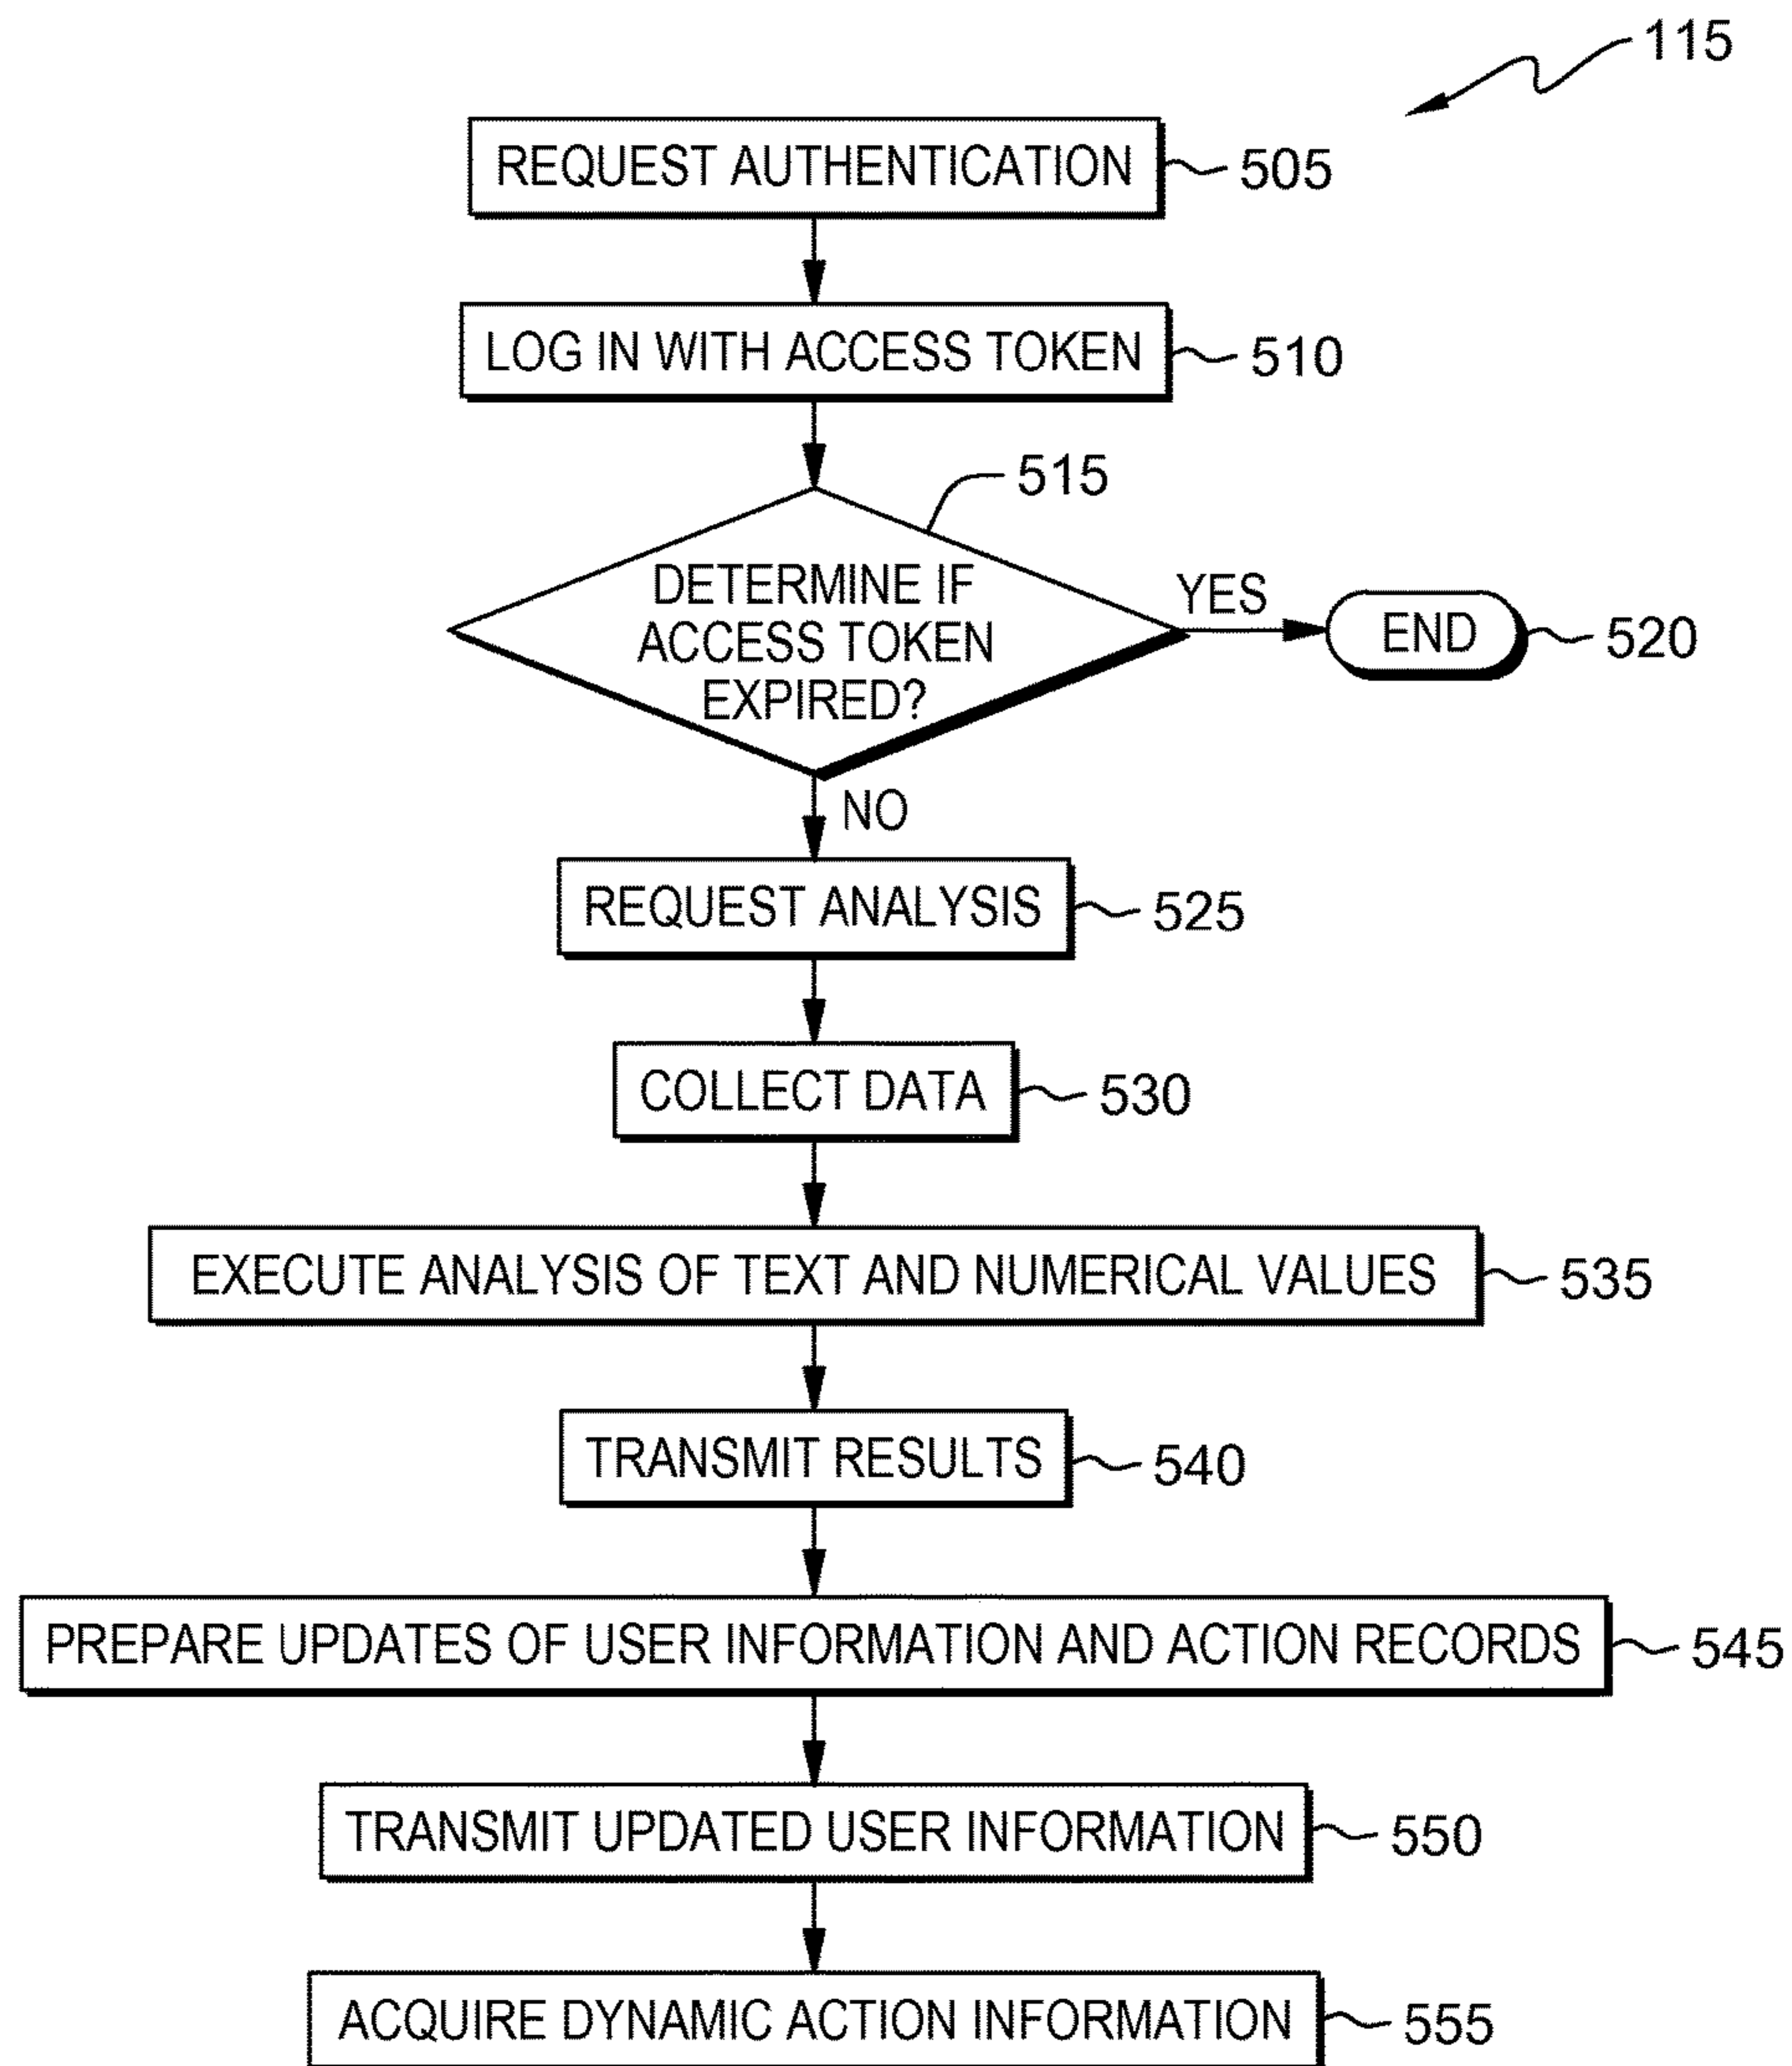 115
REQUEST AUTHENTICATION 505
LOG IN WITH ACCESS TOKEN 510
515
DETERMINE IF
ACCESS TOKEN
EXPIRED?
YES
END 520
NO
REQUEST ANALYSIS 525
COLLECT DATA 530
EXECUTE ANALYSIS OF TEXT AND NUMERICAL VALUES 535
TRANSMIT RESULTS 540
PREPARE UPDATES OF USER INFORMATION AND ACTION RECORDS 545
TRANSMIT UPDATED USER INFORMATION 550
ACQUIRE DYNAMIC ACTION INFORMATION 555